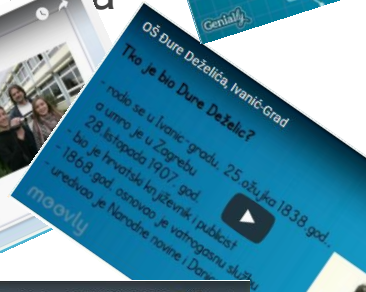 Genially
OŠ Đure Deželića, Ivanić-Grad
Tko je bio Đure Deželić?
- rodio se u Ivanić-gradu, 25. ožujka 1838. god.,
a umro je u Zagrebu
28. listopada 1907. god.
- bio je hrvatski književnik i publicist
- 1868. god. osnovao je vatrogasnu službu
- uređivao je Narodne novine i
moovly